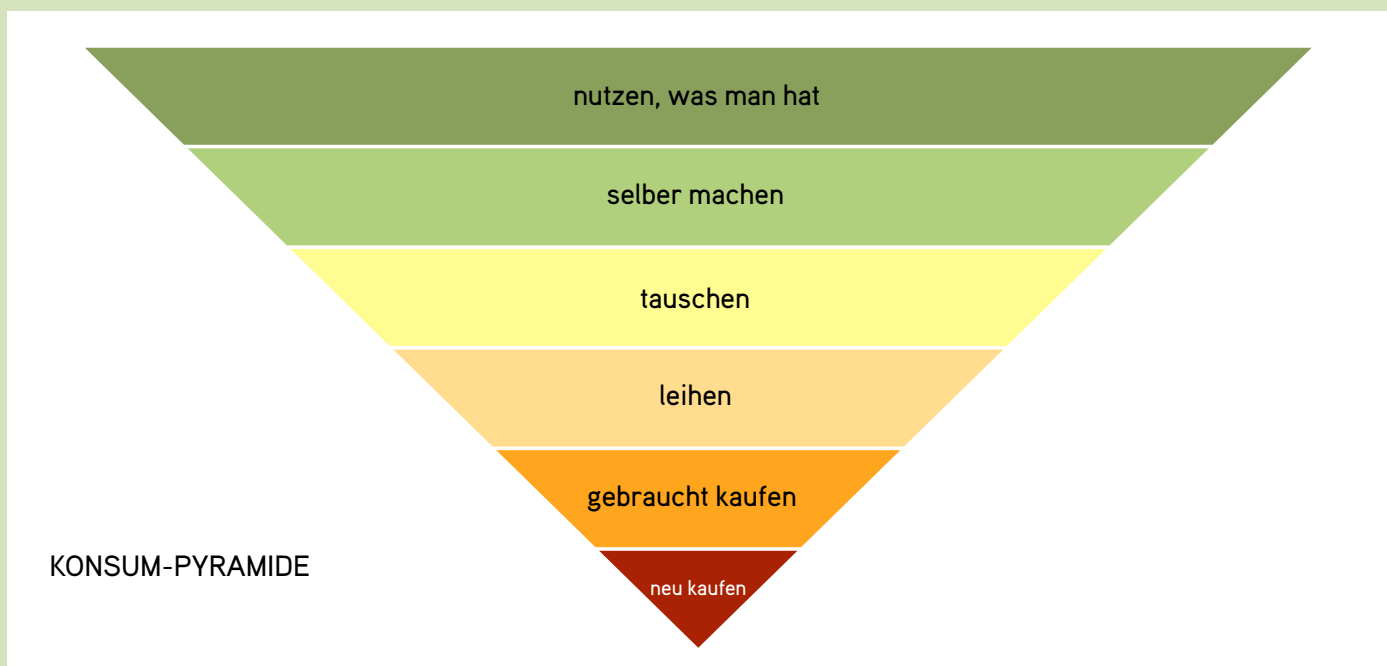 nutzen, was man hat
selber machen
tauschen
leihen
gebraucht kaufen
KONSUM-PYRAMIDE
neu kaufen